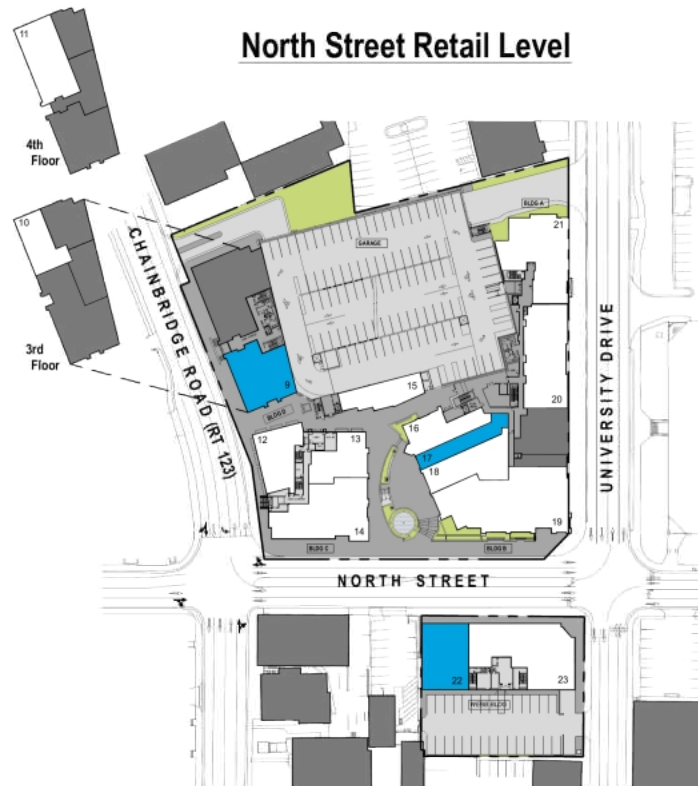 North Street Retail Level
11
4th
Floor
10
3rd
Floor
CHAINBRIDGE ROAD (RT 123)
BLDG A
21
GARAGE
UNIVERSITY DRIVE
9
15
20
BLDG D
16
12
13
17
18
14
19
BLDG C
BLDG B
NORTH STREET
22
23